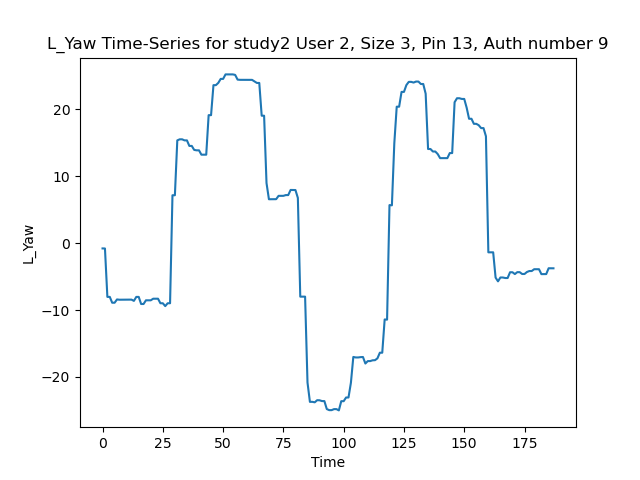 L_Yaw Time-Series for study2 User 2, Size 3, Pin 13, Auth number 9
L_Yaw
20
10
0
−10
−20
0 25 50 75 100 125 150 175
Time